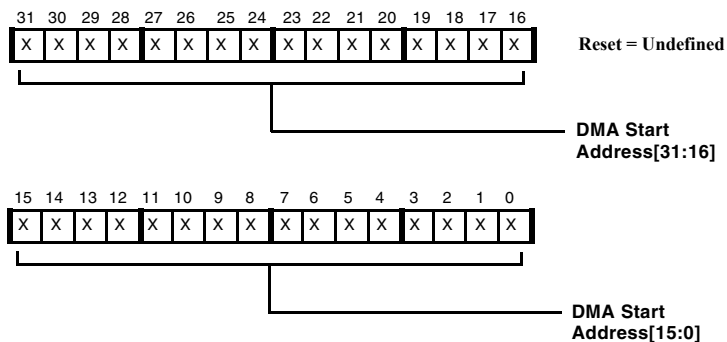 31 30 29 28 27 26 25 24 23 22 21 20 19 18 17 16
X X X X X X X X X X X X X X X X
Reset = Undefined
DMA Start
Address[31:16]
15 14 13 12 11 10 9 8 7 6 5 4 3 2 1 0
X X X X X X X X X X X X X X X X
DMA Start
Address[15:0]